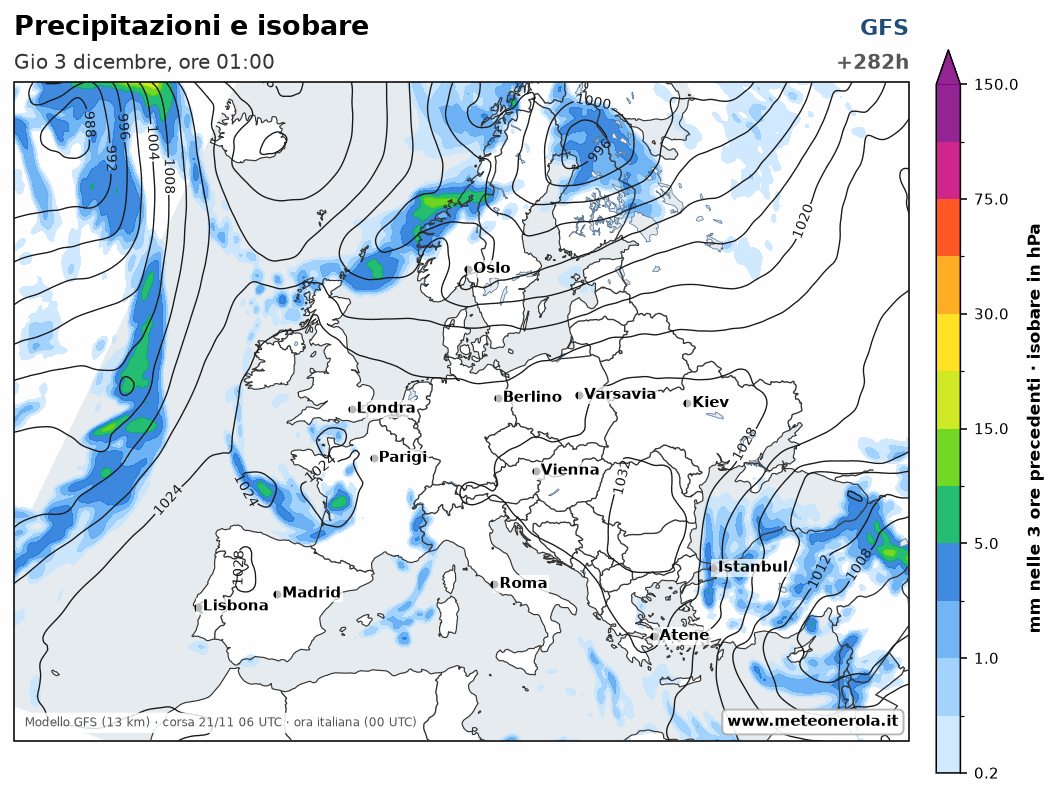 Precipitazioni e isobare
GFS
Gio 3 dicembre, ore 01:00
+282h
150.0
75.0
30.0
15.0
5.0
1.0
0.2
mm nelle 3 ore precedenti · isobare in hPa
988
996
992
1004
1008
1000
996
1020
Oslo
Berlino
Varsavia
Kiev
Londra
Parigi
Vienna
1028
1024
1032
1024
1024
1028
Istanbul
1012
1008
Roma
Madrid
Lisbona
Atene
Modello GFS (13 km) · corsa 21/11 06 UTC · ora italiana (00 UTC)
www.meteonerola.it